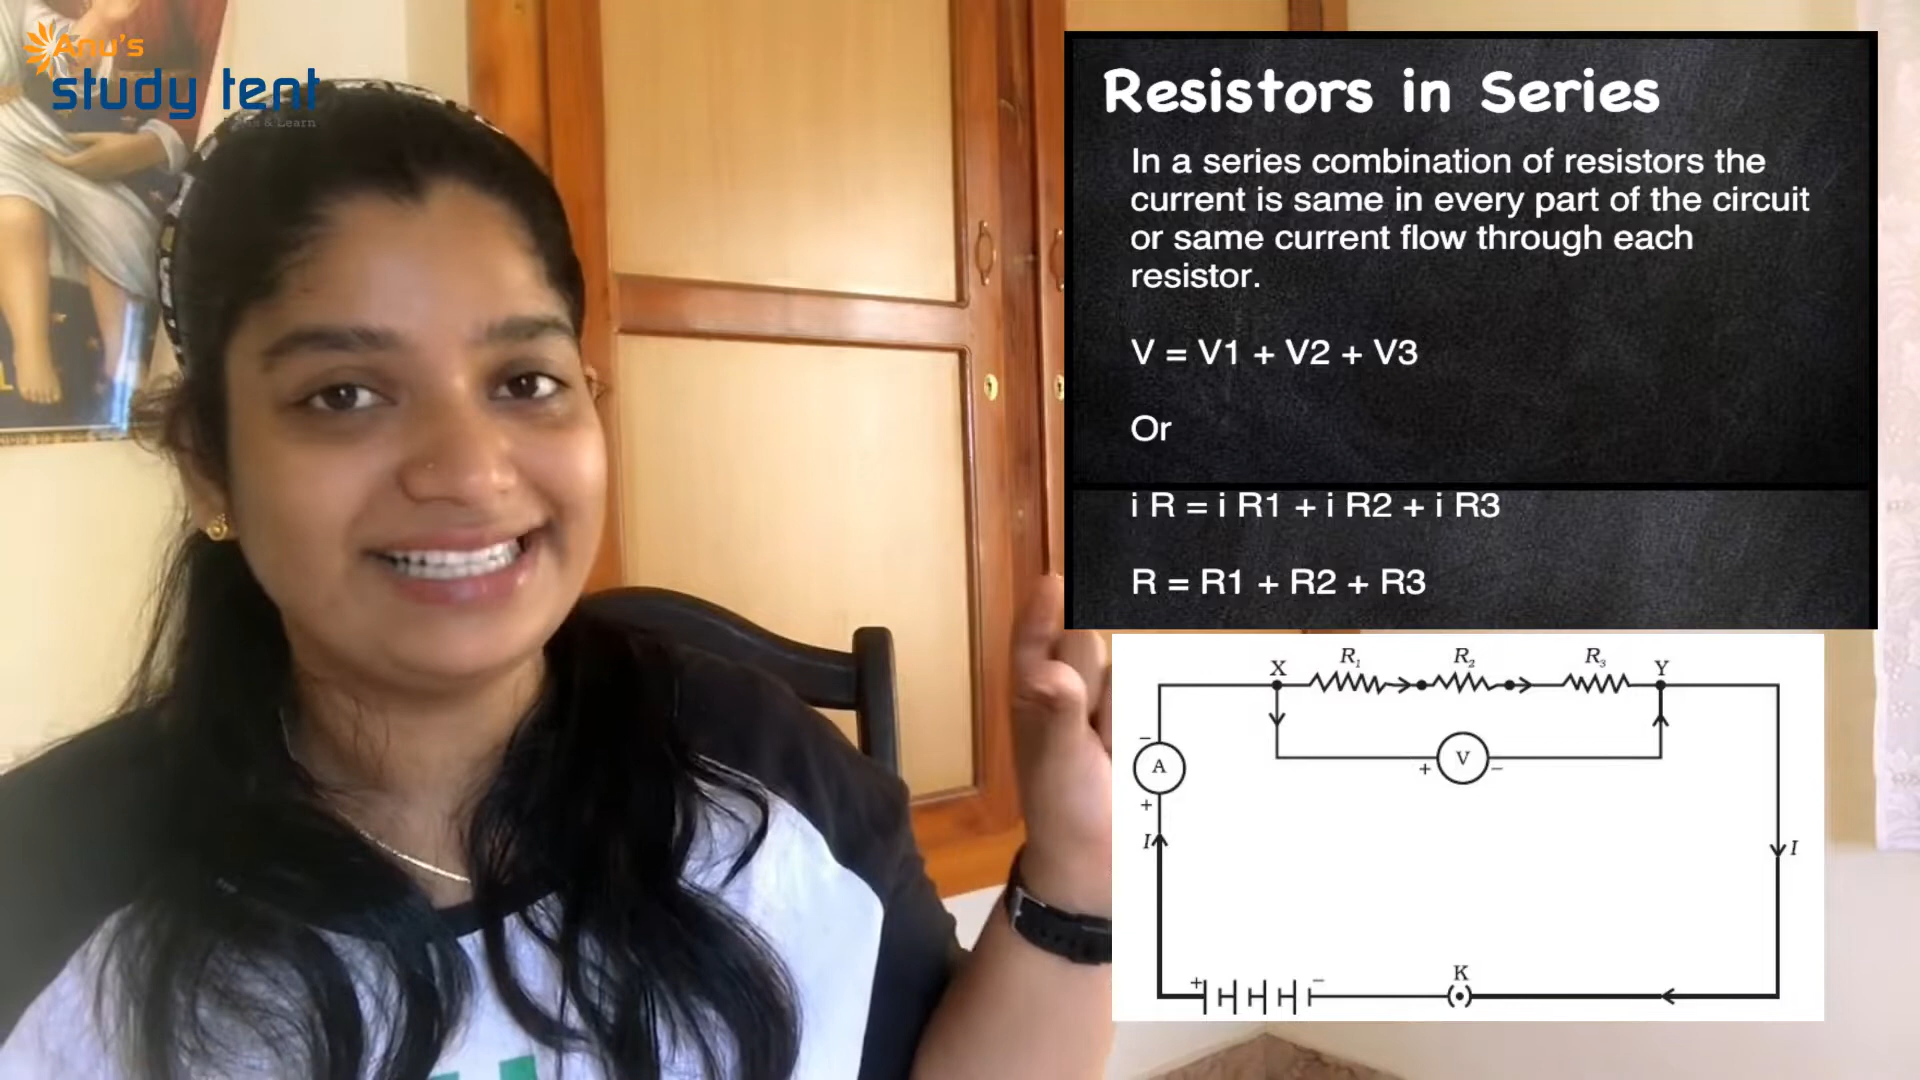 Anu's
study tent
& Learn
L
Resistors in Series
In a series combination of resistors the
current is same in every part of the circuit
or same current flow through each
resistor.
V = V1 + V2 + V3
Or
i R = i R1 + i R2 + i R3
R = R1 + R2 + R3
X R₁ R₂ R₃ Y
+ V −
−
A
+
I
I
+ −
K